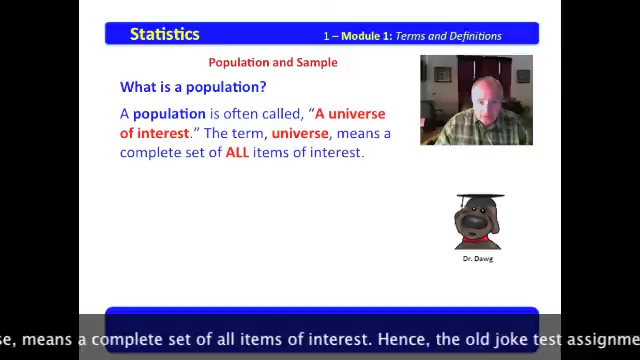 Statistics
1 – Module 1: Terms and Definitions
Population and Sample
What is a population?
A population is often called, “A universe
of interest.” The term, universe, means a
complete set of ALL items of interest.
Dr. Dawg
means a complete set of all items of interest. Hence, the old joke test